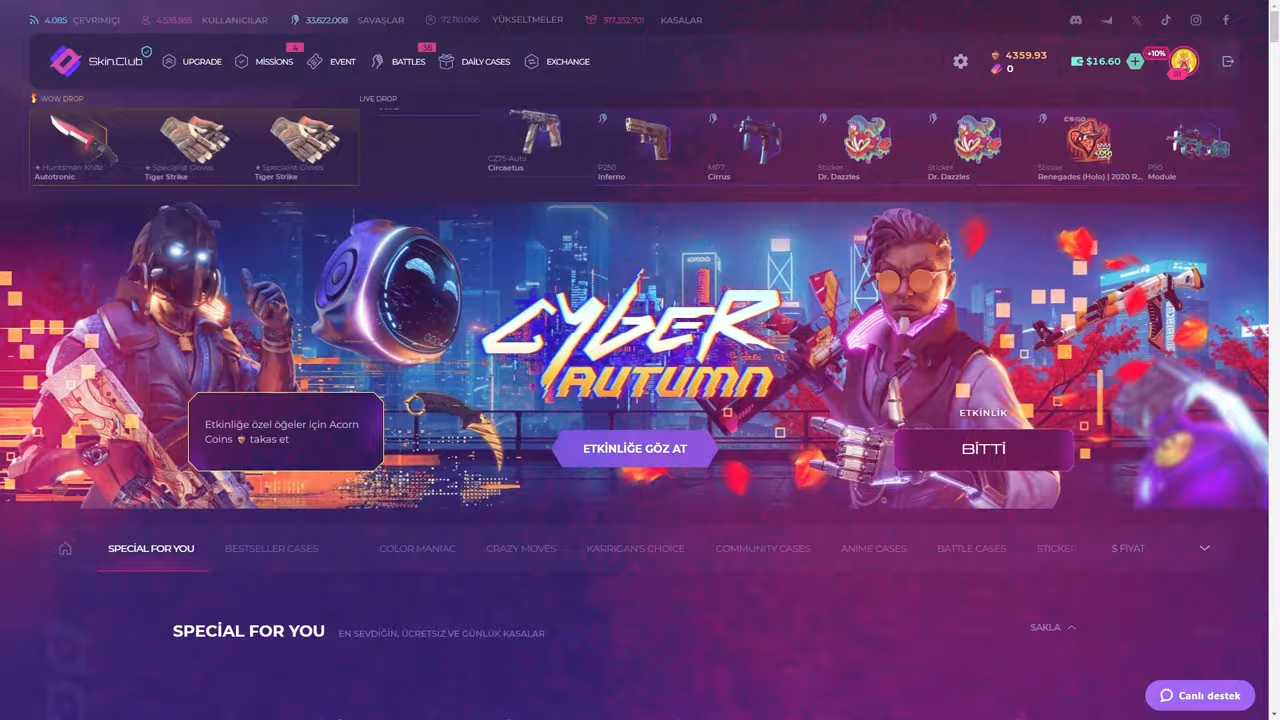 4.085 ÇEVRİMİÇİ 4.535.955 KULLANICILAR 33,622,008 SAVAŞLAR 72.110.066 YÜKSELTMELER 317.352.701 KASALAR
Skin.Club UPGRADE 4 MISSIONS EVENT 36 BATTLES DAILY CASES EXCHANGE 4359.93 0 $16.60 +10%
WOW DROP LIVE DROP
★ Huntsman Knife
Autotronic
★ Specialist Gloves
Tiger Strike
★ Specialist Gloves
Tiger Strike
CZ75-Auto
Circaetus
P250
Inferno
MP7
Cirrus
Sticker
Dr. Dazzles
Sticker
Dr. Dazzles
Sticker
Renegades (Holo) | 2020 R...
P90
Module
CYBER
AUTUMN
Etkinliğe özel öğeler için Acorn
Coins takas et
ETKİNLİĞE GÖZ AT
ETKİNLİK
BİTTİ
SPECİAL FOR YOU BESTSELLER CASES COLOR MANIAC CRAZY MOVES KARRIGAN'S CHOICE COMMUNITY CASES ANIME CASES BATTLE CASES STICKER $ FİYAT
SPECİAL FOR YOU EN SEVDİĞİN, ÜCRETSİZ VE GÜNLÜK KASALAR SAKLA
Canlı destek